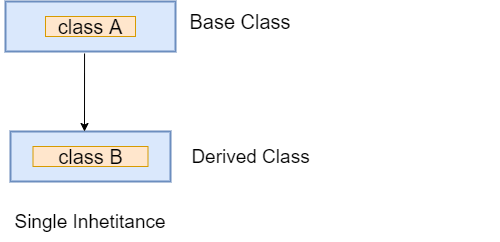 class A
Base Class
class B
Derived Class
Single Inhetitance